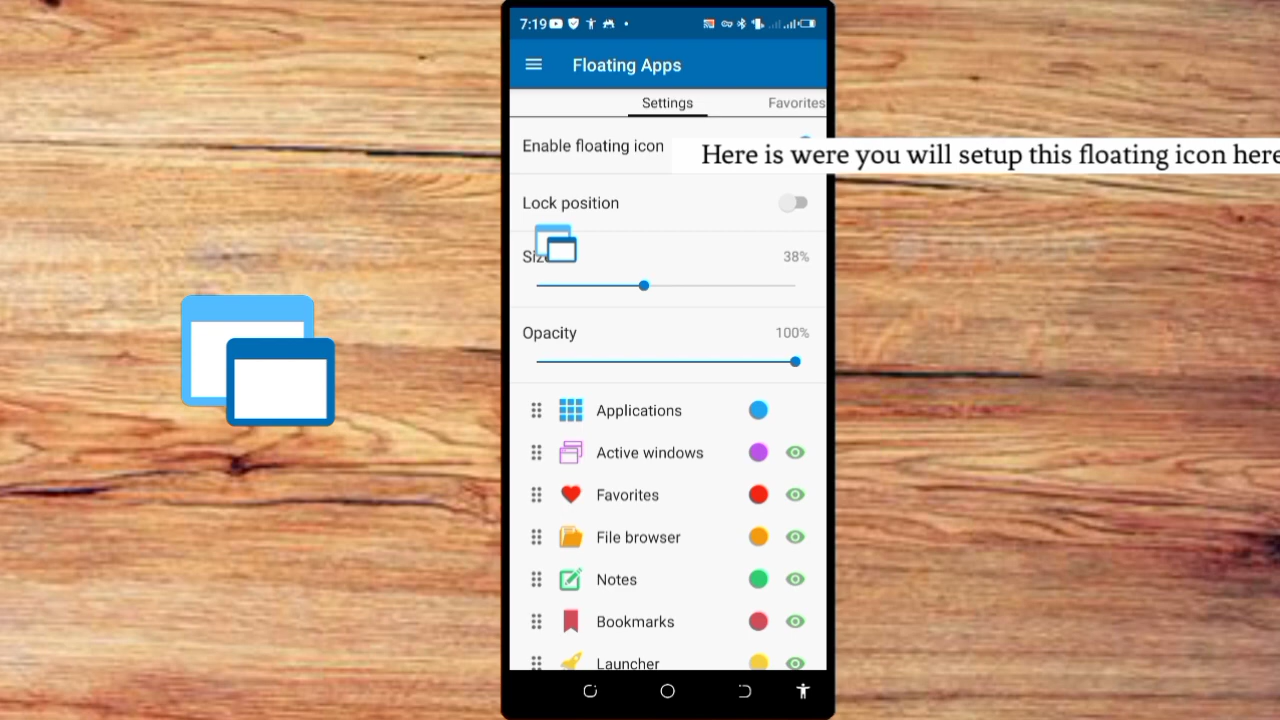 7:19
Floating Apps
Settings
Favorites
Enable floating icon
Here is were you will setup this floating icon here
Lock position
Size
38%
Opacity
100%
Applications
Active windows
Favorites
File browser
Notes
Bookmarks
Launcher